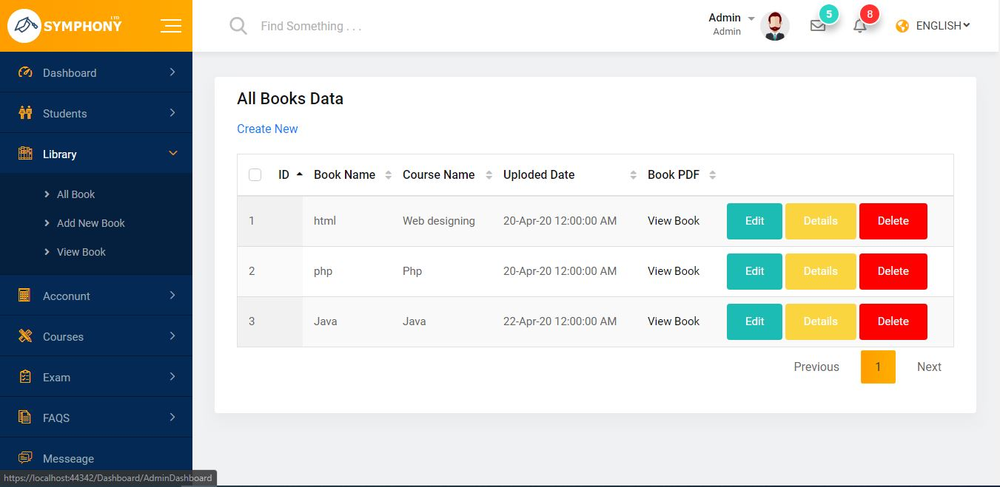 LTD
SYMPHONY
Find Something . . .
Admin
Admin
5
8
ENGLISH
Dashboard
Students
Library
All Book
Add New Book
View Book
Acconunt
Courses
Exam
FAQS
Messeage
All Books Data
Create New
ID Book Name Course Name Uploded Date Book PDF
1 html Web designing 20-Apr-20 12:00:00 AM View Book Edit Details Delete
2 php Php 20-Apr-20 12:00:00 AM View Book Edit Details Delete
3 Java Java 22-Apr-20 12:00:00 AM View Book Edit Details Delete
Previous 1 Next
https://localhost:44342/Dashboard/AdminDashboard